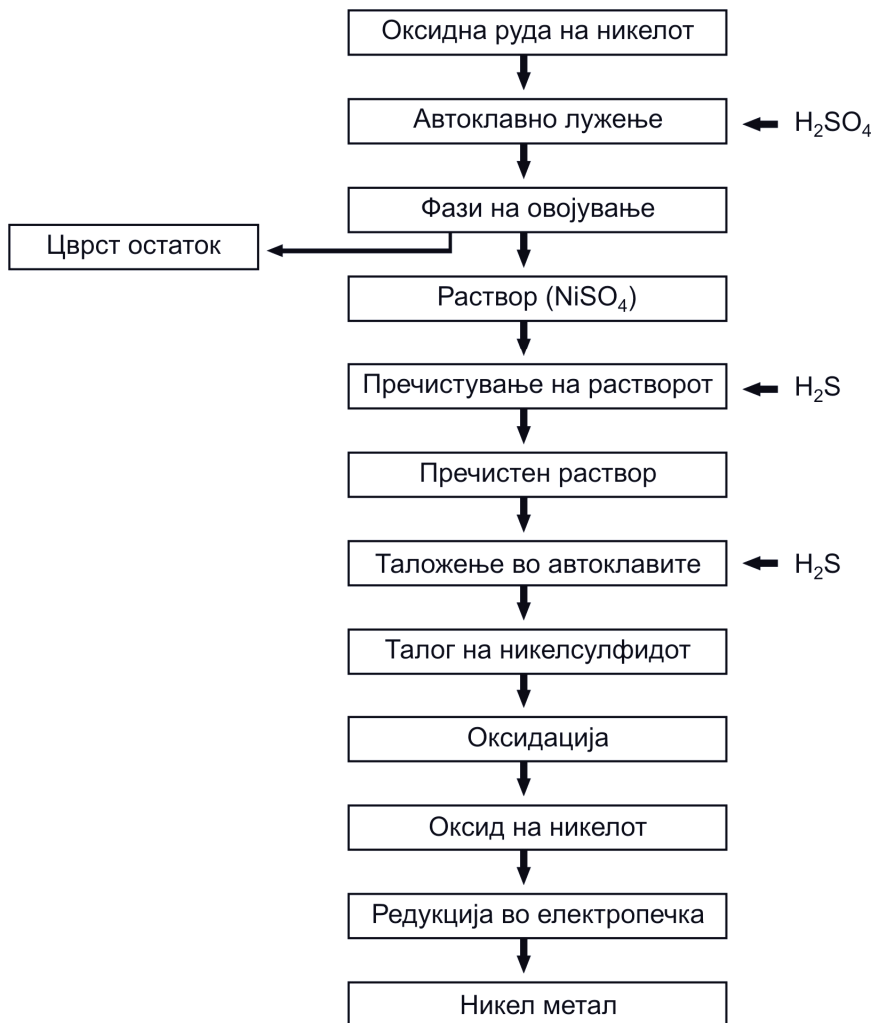 Оксидна руда на никелот
Автоклавно лужење
H₂SO₄
Фази на овојување
Цврст остаток
Раствор (NiSO₄)
Пречистување на растворот
H₂S
Пречистен раствор
Таложење во автоклавите
H₂S
Талог на никелсулфидот
Оксидација
Оксид на никелот
Редукција во електропечка
Никел метал